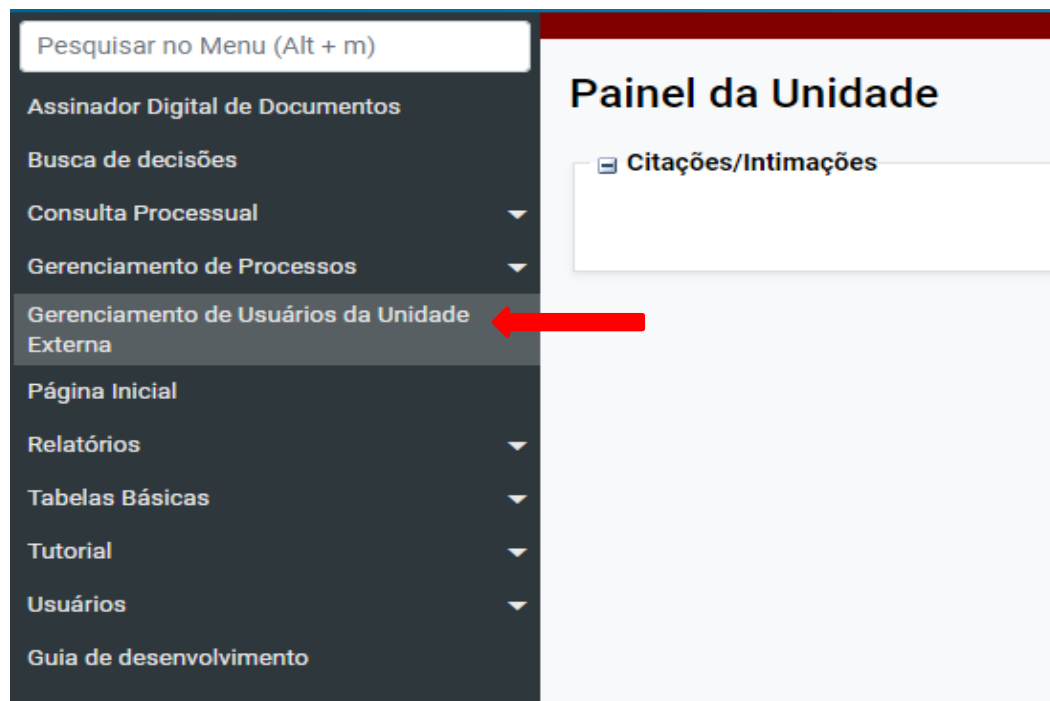 Pesquisar no Menu (Alt + m)
Assinador Digital de Documentos
Busca de decisões
Consulta Processual
Gerenciamento de Processos
Gerenciamento de Usuários da Unidade
Externa
Página Inicial
Relatórios
Tabelas Básicas
Tutorial
Usuários
Guia de desenvolvimento
Painel da Unidade
Citações/Intimações